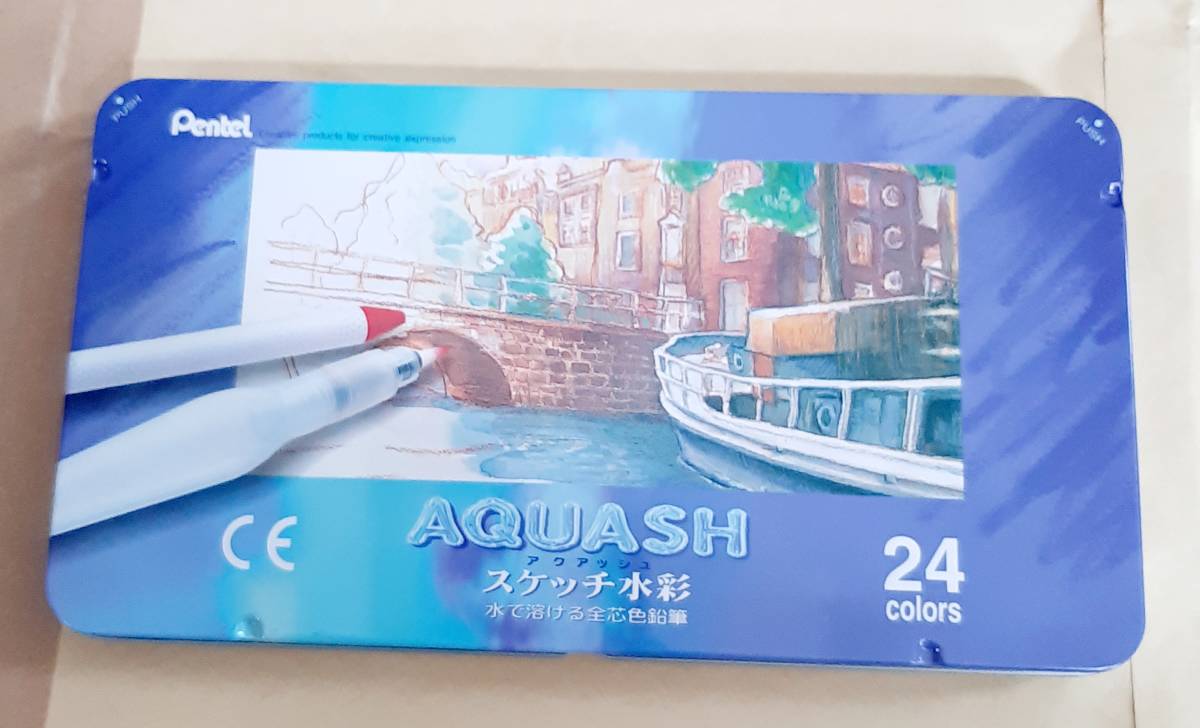 PUSH
PUSH
Pentel
Creative products for creative expression
AQUASH
アクアッシュ
スケッチ水彩
水で溶ける全芯色鉛筆
CE
24
colors